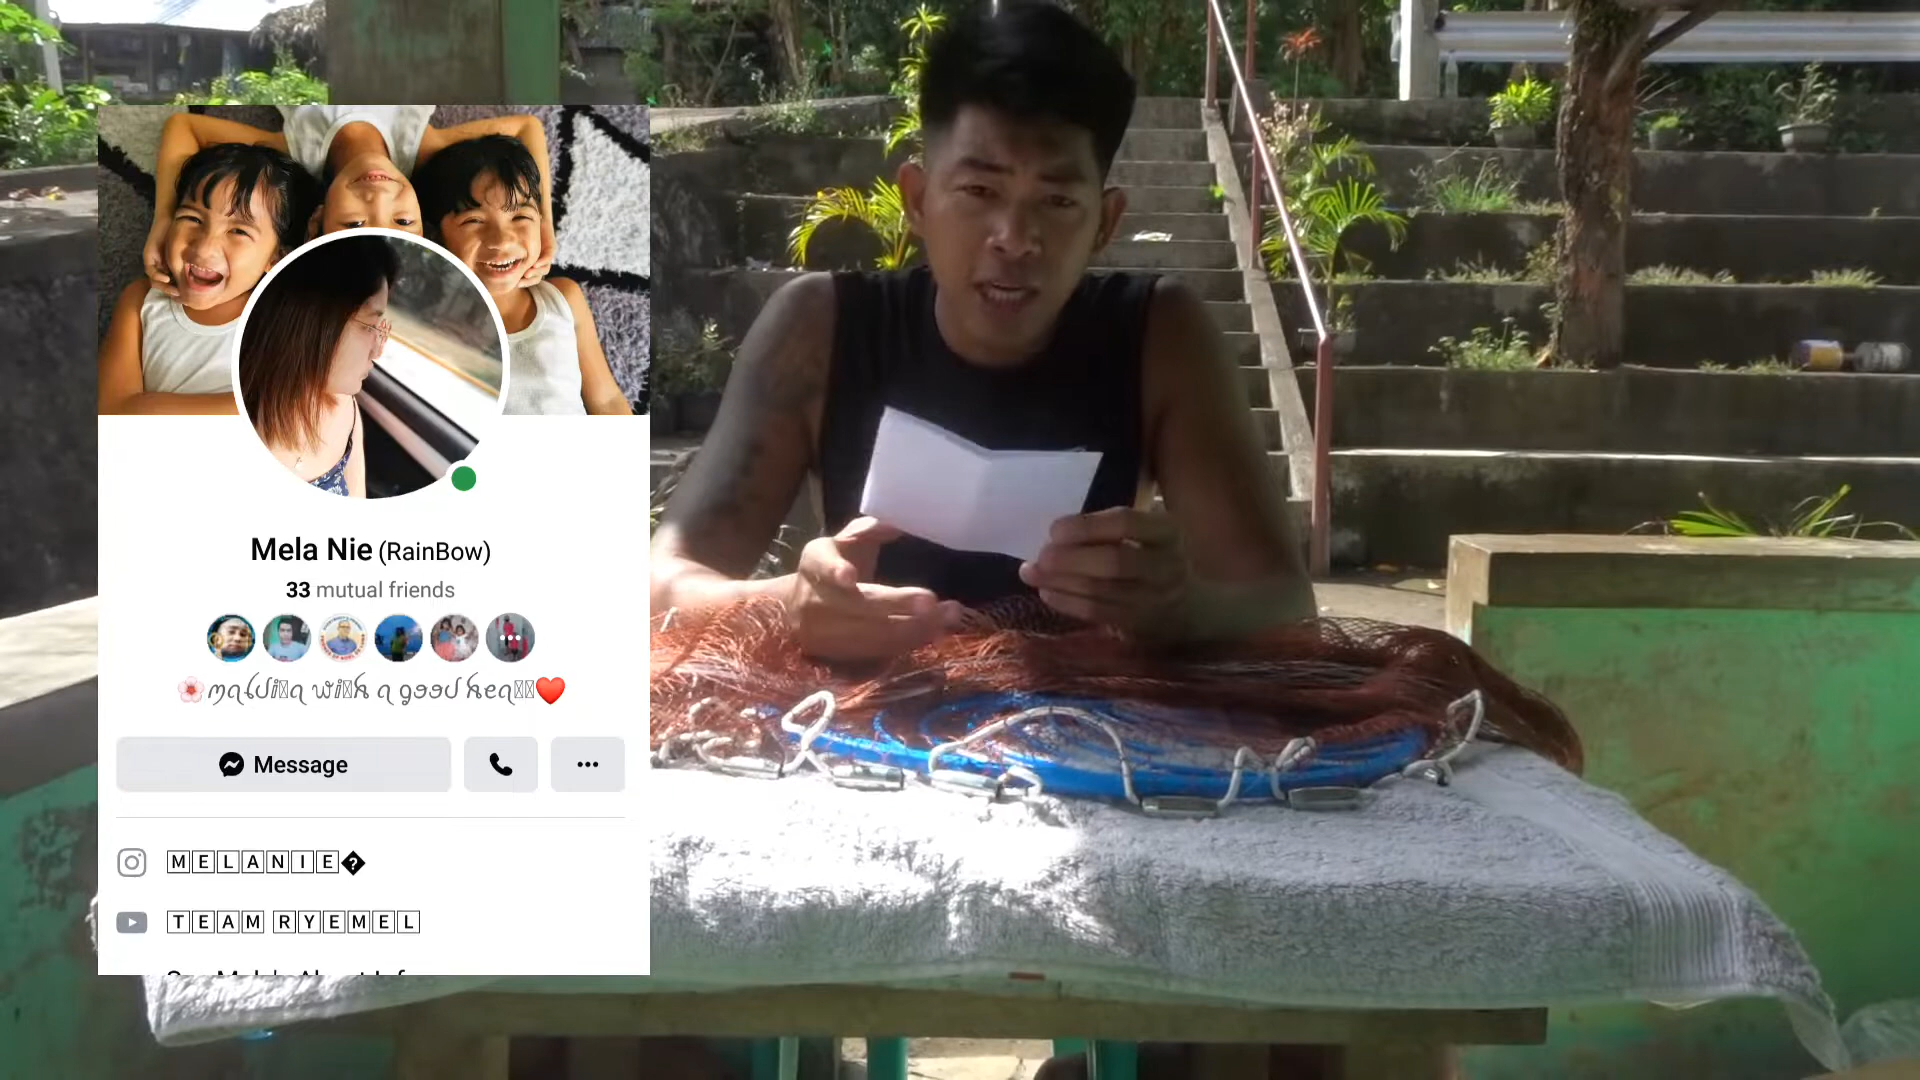 Mela Nie (RainBow)
33 mutual friends
Message
MELANIE
TEAM RYEMEL